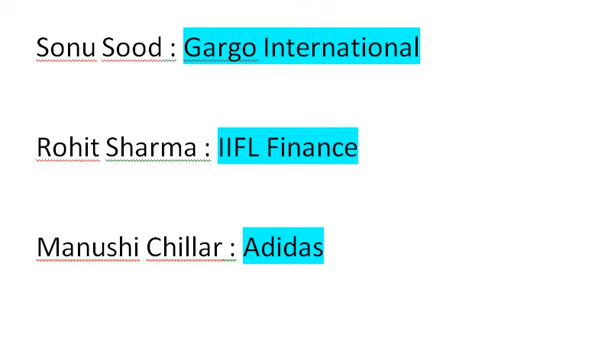 Sonu Sood : Gargo International
Rohit Sharma : IIFL Finance
Manushi Chillar : Adidas